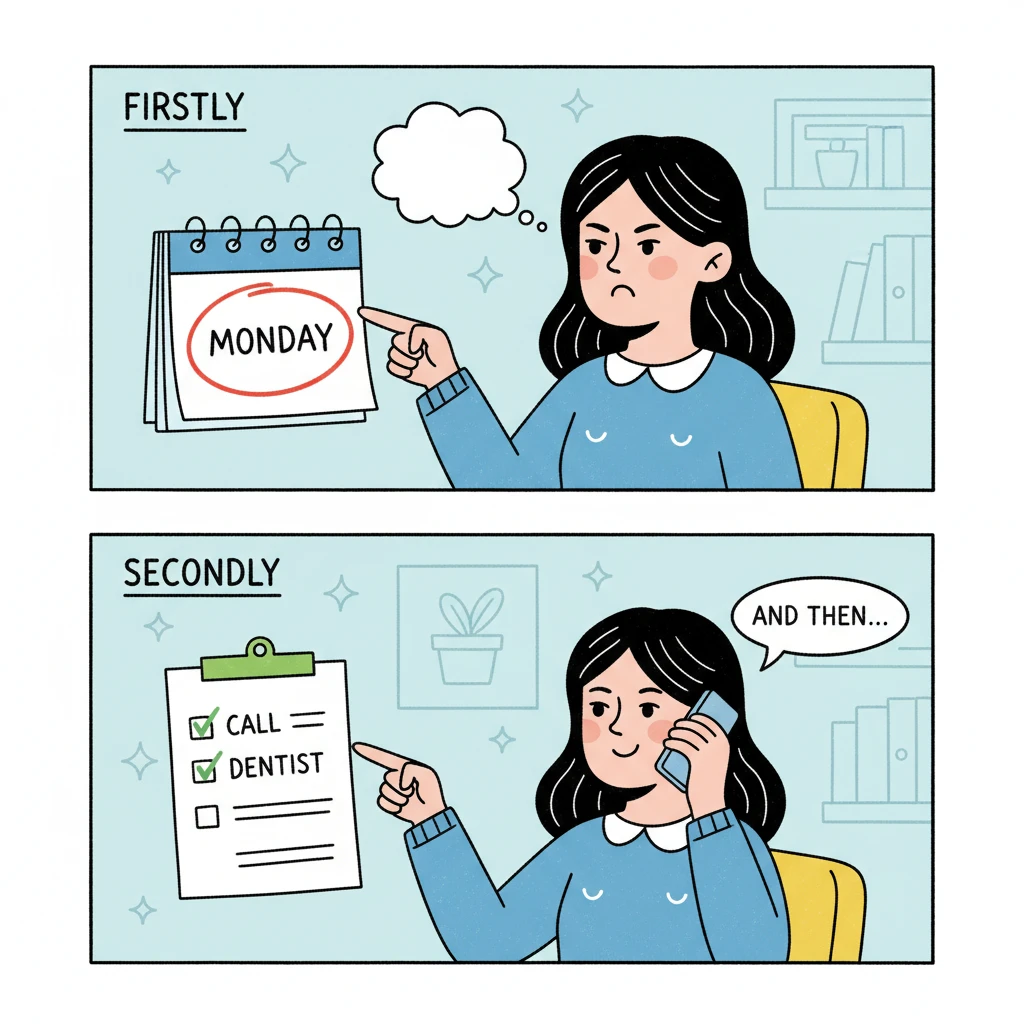 FIRSTLY
MONDAY
SECONDLY
AND THEN...
CALL
DENTIST